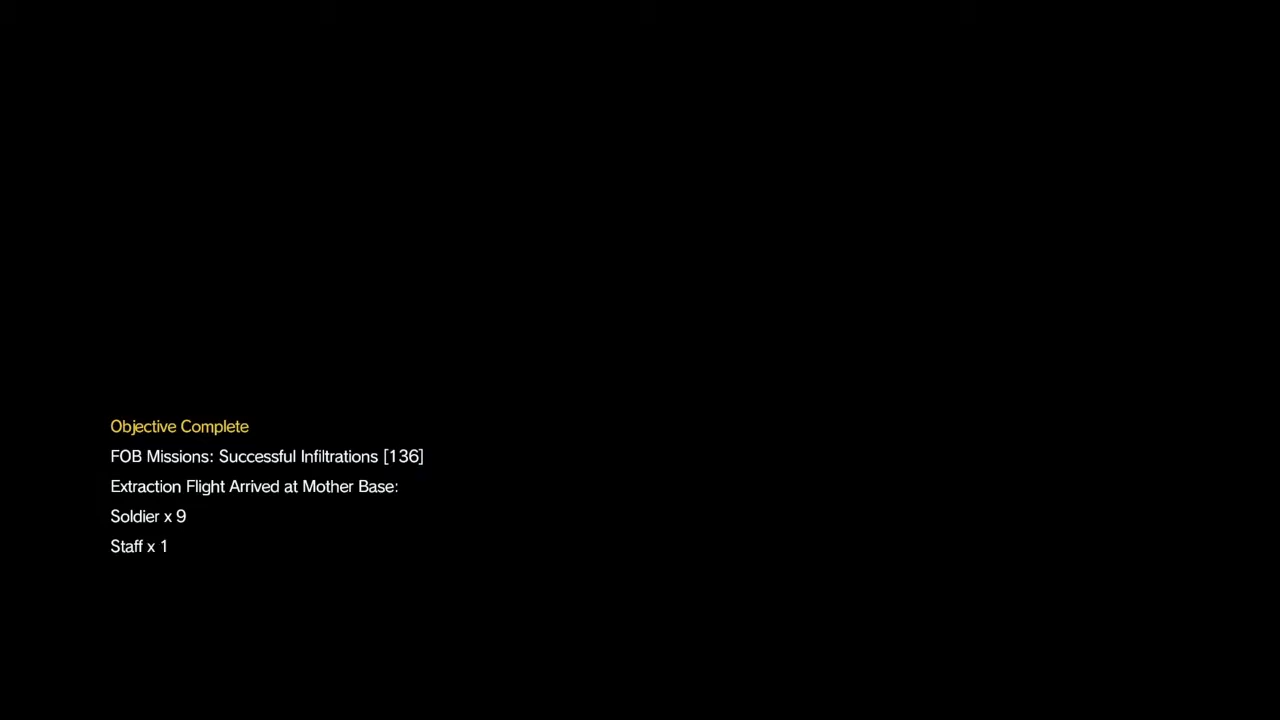 Objective Complete
FOB Missions: Successful Infiltrations [136]
Extraction Flight Arrived at Mother Base:
Soldier x 9
Staff x 1